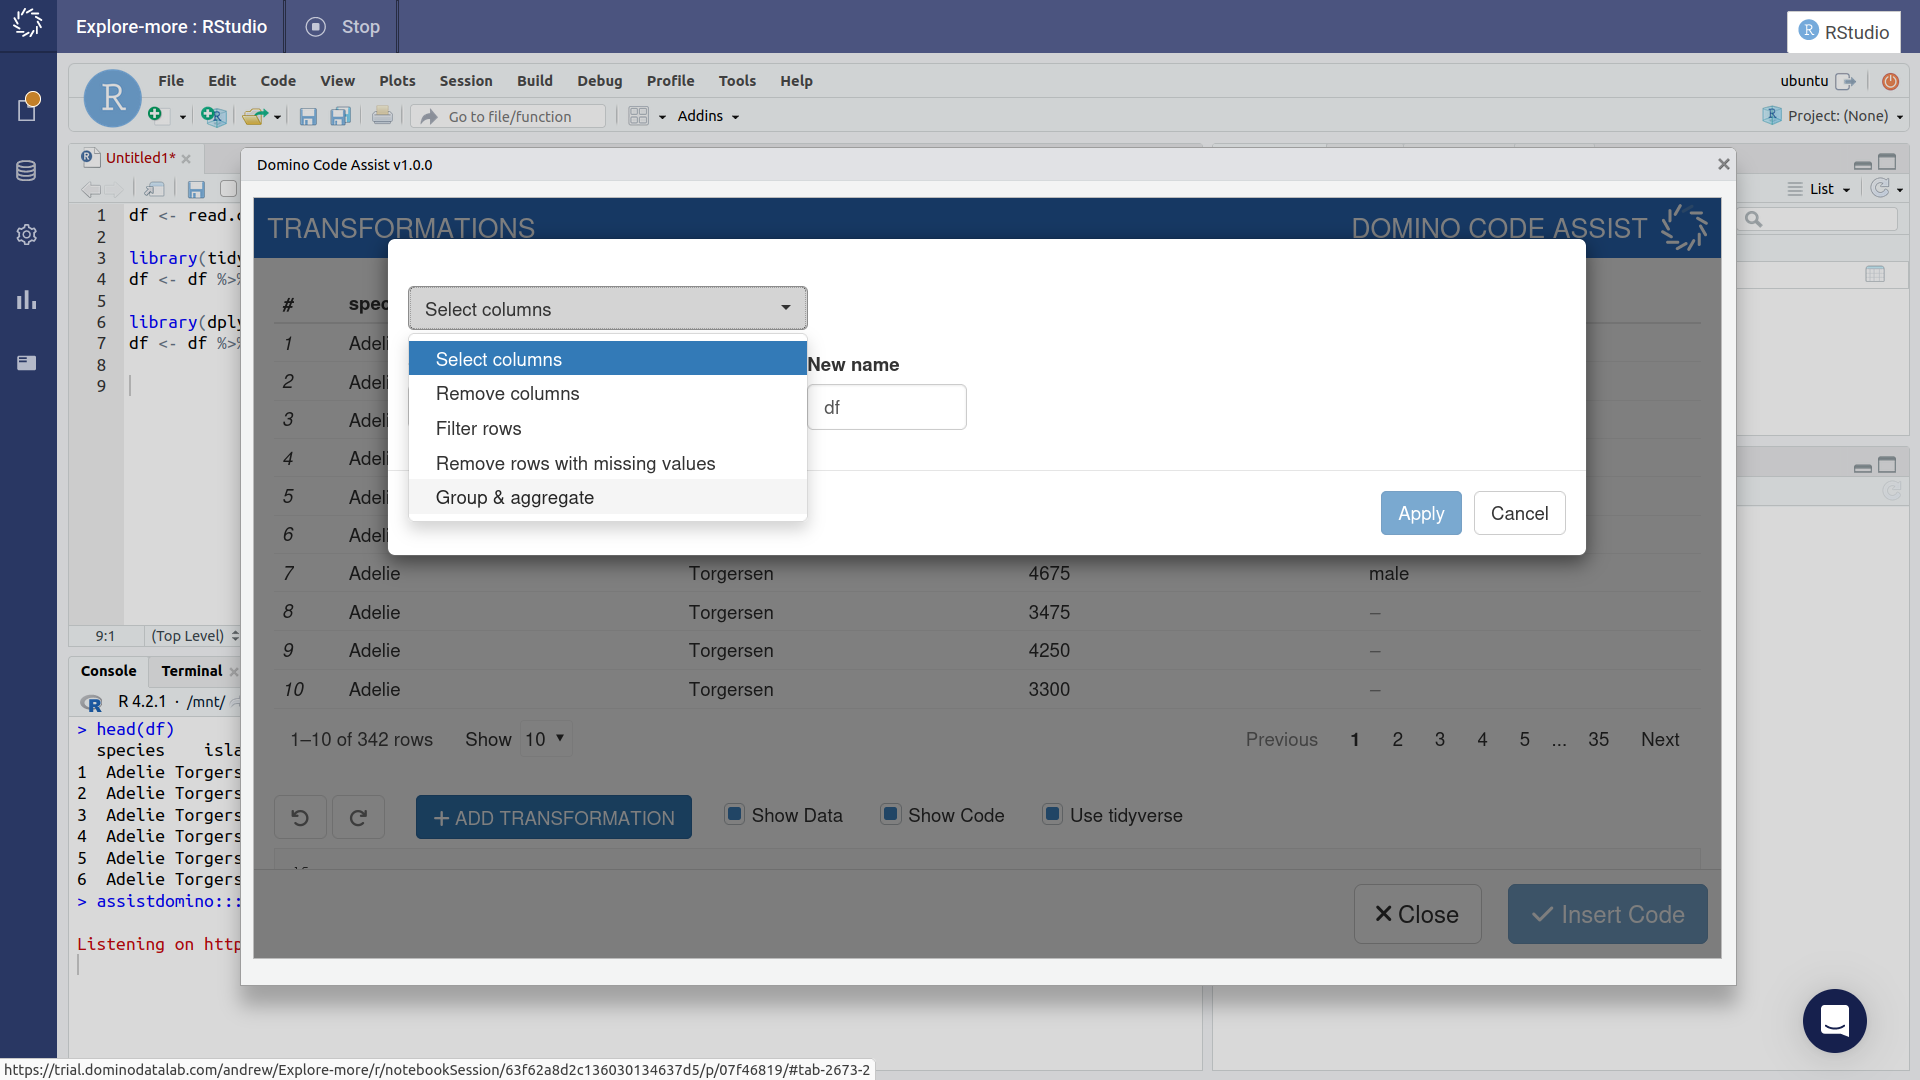 Explore-more : RStudio
Stop
R RStudio
R
File Edit Code View Plots Session Build Debug Profile Tools Help
ubuntu
Go to file/function
Addins
Project: (None)
Untitled1*
Domino Code Assist v1.0.0
List
TRANSFORMATIONS
DOMINO CODE ASSIST
1 df <- read.
2
3 library(tidy
4 df <- df %>%
5
6 library(dply
7 df <- df %>%
8
9
# spec
1 Adeli
2 Adeli
3 Adeli
4 Adeli
5 Adeli
6 Adeli
7 Adelie Torgersen 4675 male
8 Adelie Torgersen 3475 –
9 Adelie Torgersen 4250 –
10 Adelie Torgersen 3300 –
Select columns
Select columns
Remove columns
Filter rows
Remove rows with missing values
Group & aggregate
New name
df
Apply
Cancel
9:1 (Top Level)
1–10 of 342 rows
Show 10
Previous 1 2 3 4 5 ... 35 Next
+ ADD TRANSFORMATION
Show Data
Show Code
Use tidyverse
Close
Insert Code
Console Terminal
R 4.2.1 · /mnt/
> head(df)
species isla
1 Adelie Torgers
2 Adelie Torgers
3 Adelie Torgers
4 Adelie Torgers
5 Adelie Torgers
6 Adelie Torgers
> assistdomino:::
Listening on http
https://trial.dominodatalab.com/andrew/Explore-more/r/notebookSession/63f62a8d2c136030134637d5/p/07f46819/#tab-2673-2